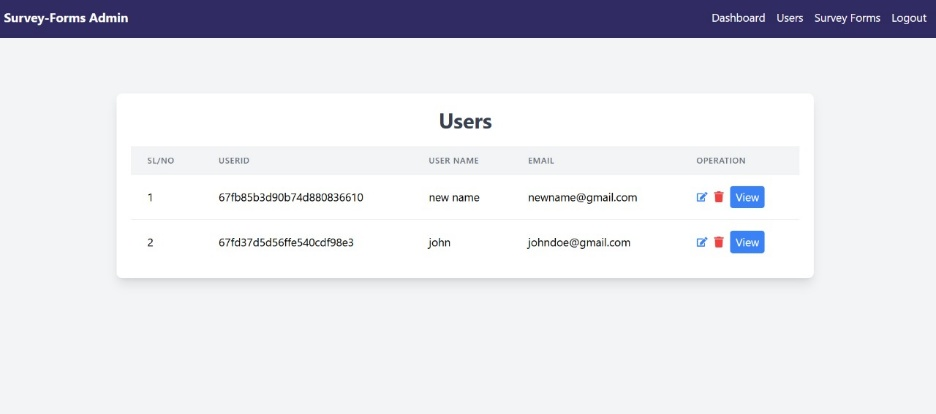 Survey-Forms Admin Dashboard Users Survey Forms Logout
Users
SL/NO USERID USER NAME EMAIL OPERATION
1 67fb85b3d90b74d880836610 new name newname@gmail.com View
2 67fd37d5d56ffe540cdf98e3 john johndoe@gmail.com View